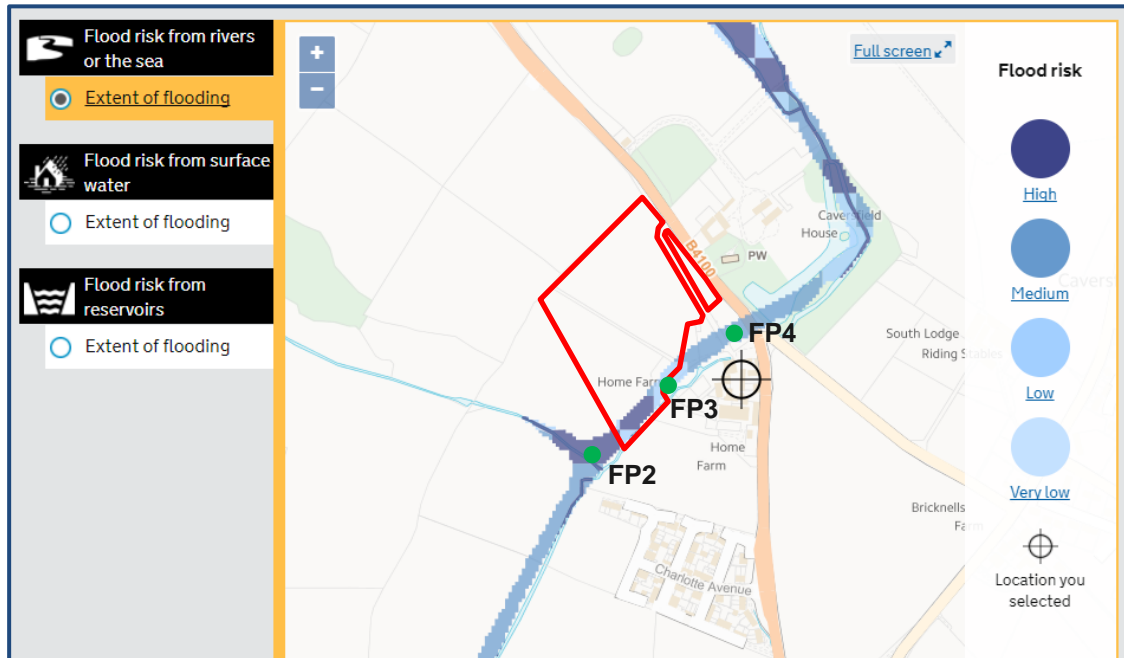 Flood risk from rivers
or the sea
Extent of flooding
Flood risk from surface
water
Extent of flooding
Flood risk from
reservoirs
Extent of flooding
+
−
Full screen
Flood risk
High
Medium
Low
Very low
Location you
selected
Caversfield
House
B4100
PW
Cavers
South Lodge
Riding Stables
FP4
Home Farm
FP3
Home
Farm
FP2
Bricknells
Farm
Charlotte Avenue